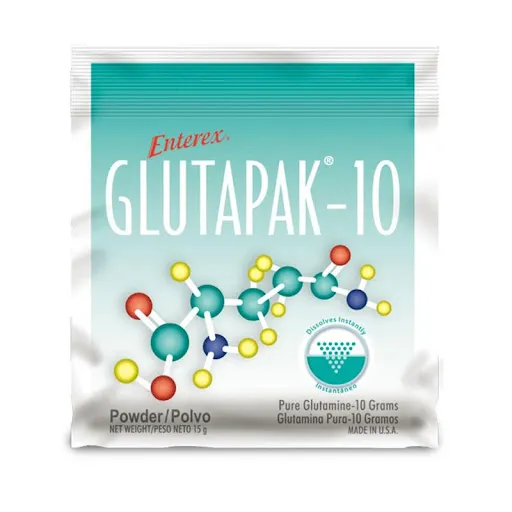 Enterex®
GLUTAPAK®-10
Dissolves Instantly
Instantáneo
Powder/Polvo
NET WEIGHT/PESO NETO 15 g
Pure Glutamine-10 Grams
Glutamina Pura-10 Gramos
MADE IN U.S.A.